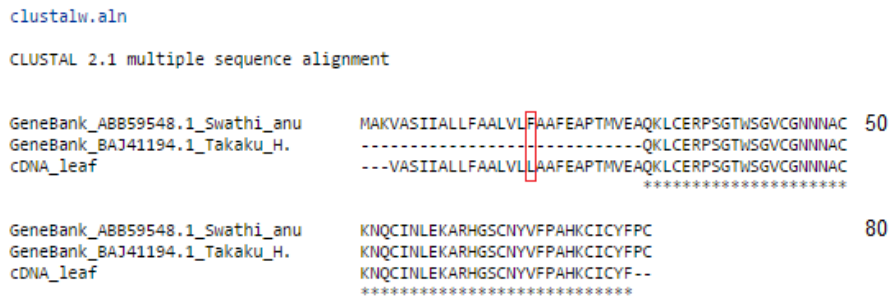 clustalw.aln
CLUSTAL 2.1 multiple sequence alignment
GeneBank_ABB59548.1_Swathi_anu MAKVASIIALLFAALVLFAAFEAPTMVEAQKLCERPSGTWSGVCGNNNAC 50
GeneBank_BAJ41194.1_Takaku_H. -----------------------------QKLCERPSGTWSGVCGNNNAC
cDNA_leaf ---VASIIALLFAALVLLAAFEAPTMVEAQKLCERPSGTWSGVCGNNNAC
*********************
GeneBank_ABB59548.1_Swathi_anu KNQCINLEKARHGSCNYVFPAHKCICYFPC 80
GeneBank_BAJ41194.1_Takaku_H. KNQCINLEKARHGSCNYVFPAHKCICYFPC
cDNA_leaf KNQCINLEKARHGSCNYVFPAHKCICYF--
****************************